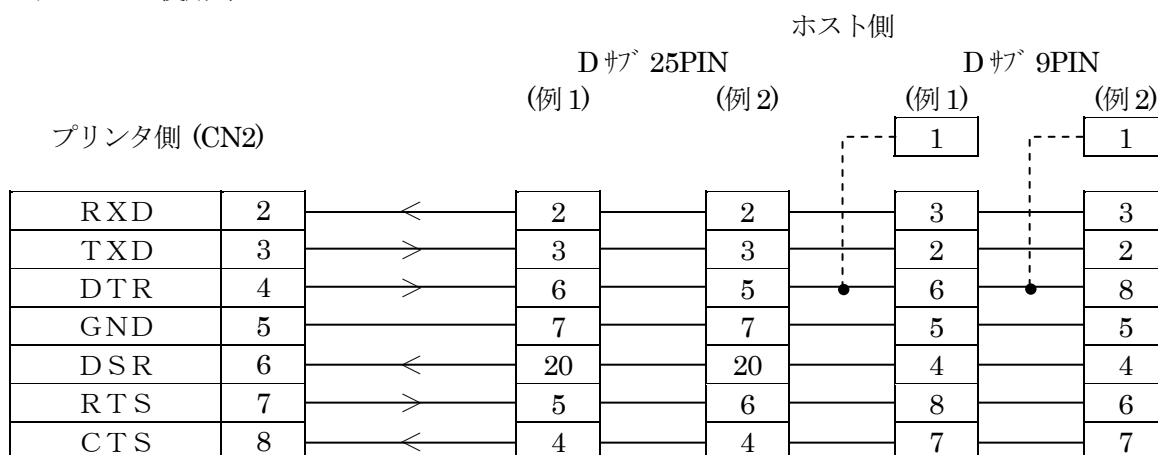 ホスト側
Dｻﾌﾞ 25PIN Dｻﾌﾞ 9PIN
(例1) (例2) (例1) (例2)
プリンタ側 (CN2) 1 1
RXD 2 2 2 3 3
TXD 3 3 3 2 2
DTR 4 6 5 6 8
GND 5 7 7 5 5
DSR 6 20 20 4 4
RTS 7 5 6 8 6
CTS 8 4 4 7 7